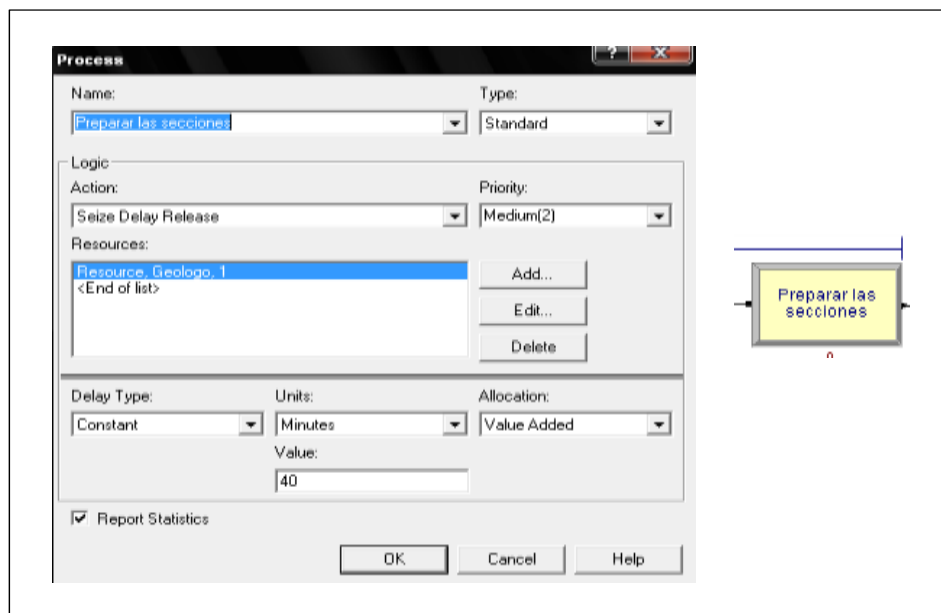 Process
?
Name:
Type:
Preparar las secciones
Standard
Logic
Action:
Priority:
Seize Delay Release
Medium(2)
Resources:
Resource, Geologo, 1
<End of list>
Add...
Edit...
Delete
Delay Type:
Units:
Allocation:
Constant
Minutes
Value Added
Value:
40
Report Statistics
OK
Cancel
Help
Preparar las
secciones
0